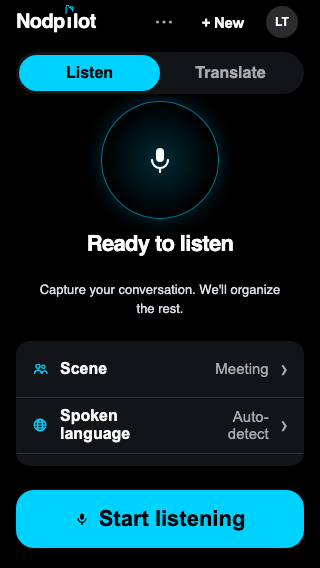 Nodpilot
+ New
LT
Listen
Translate
Ready to listen
Capture your conversation. We'll organize
the rest.
Scene
Meeting
Spoken
language
Auto-
detect
Start listening